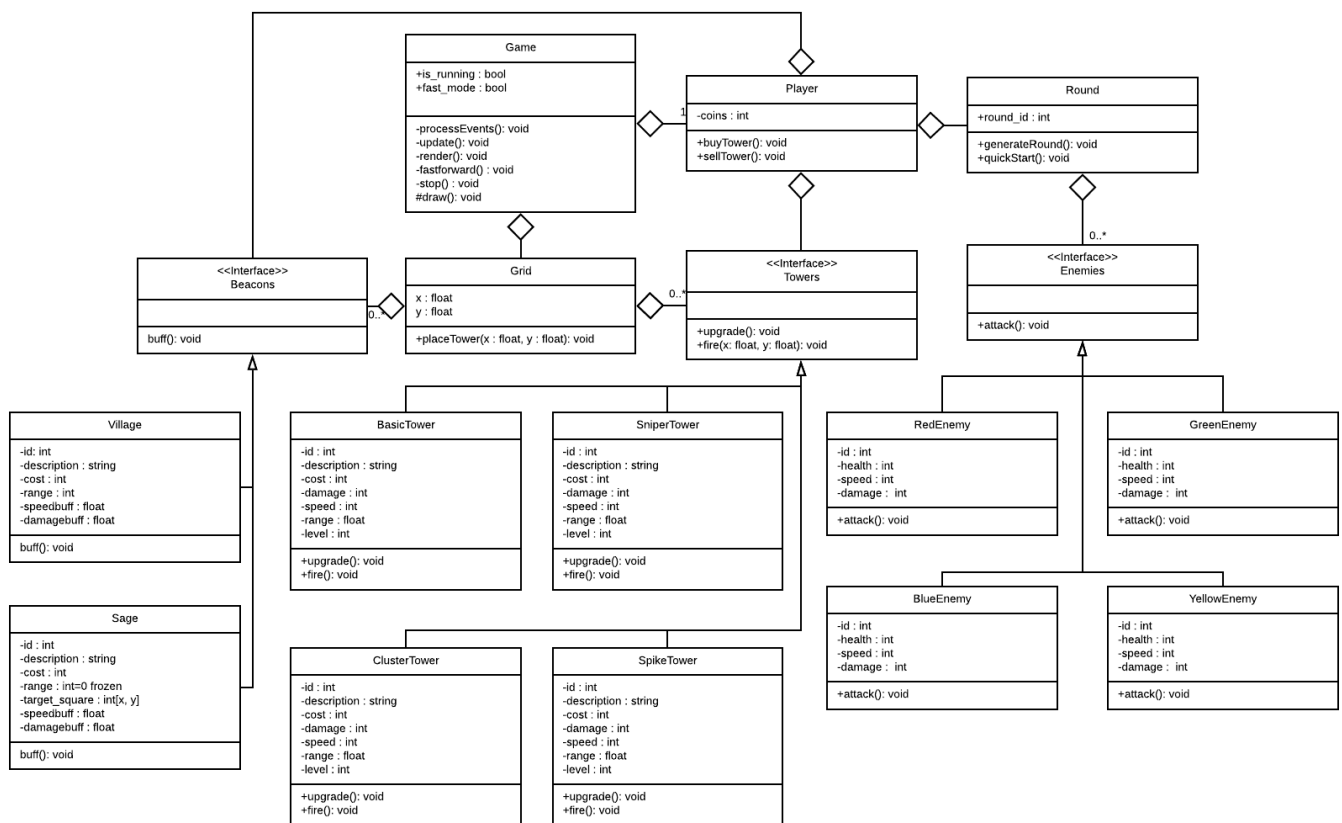 Game
+is_running : bool
+fast_mode : bool
-processEvents(): void
-update(): void
-render(): void
-fastforward() : void
-stop() : void
#draw(): void
1
Player
-coins : int
+buyTower(): void
+sellTower(): void
Round
+round_id : int
+generateRound(): void
+quickStart(): void
<<Interface>>
Beacons
buff(): void
0..*
Grid
x : float
y : float
+placeTower(x : float, y : float): void
0..*
<<Interface>>
Towers
+upgrade(): void
+fire(x: float, y: float): void
0..*
<<Interface>>
Enemies
+attack(): void
Village
-id: int
-description : string
-cost : int
-range : int
-speedbuff : float
-damagebuff : float
buff(): void
BasicTower
-id : int
-description : string
-cost : int
-damage : int
-speed : int
-range : float
-level : int
+upgrade(): void
+fire(): void
SniperTower
-id : int
-description : string
-cost : int
-damage : int
-speed : int
-range : float
-level : int
+upgrade(): void
+fire(): void
RedEnemy
-id : int
-health : int
-speed : int
-damage :  int
+attack(): void
GreenEnemy
-id : int
-health : int
-speed : int
-damage :  int
+attack(): void
Sage
-id : int
-description : string
-cost : int
-range : int=0 frozen
-target_square : int[x, y]
-speedbuff : float
-damagebuff : float
buff(): void
ClusterTower
-id : int
-description : string
-cost : int
-damage : int
-speed : int
-range : float
-level : int
+upgrade(): void
+fire(): void
SpikeTower
-id : int
-description : string
-cost : int
-damage : int
-speed : int
-range : float
-level : int
+upgrade(): void
+fire(): void
BlueEnemy
-id : int
-health : int
-speed : int
-damage :  int
+attack(): void
YellowEnemy
-id : int
-health : int
-speed : int
-damage :  int
+attack(): void